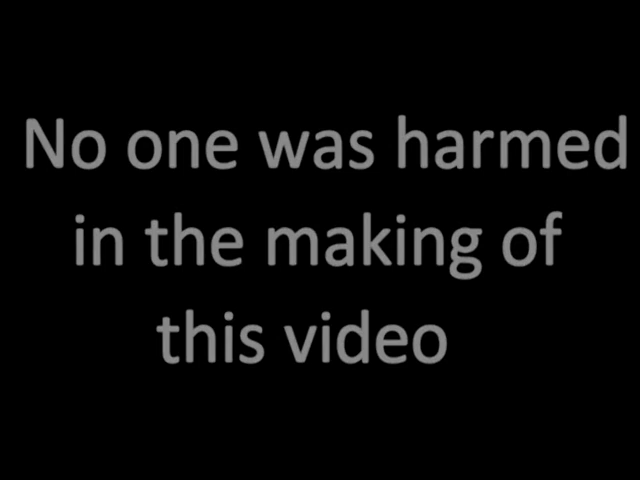 No one was harmed
in the making of
this video